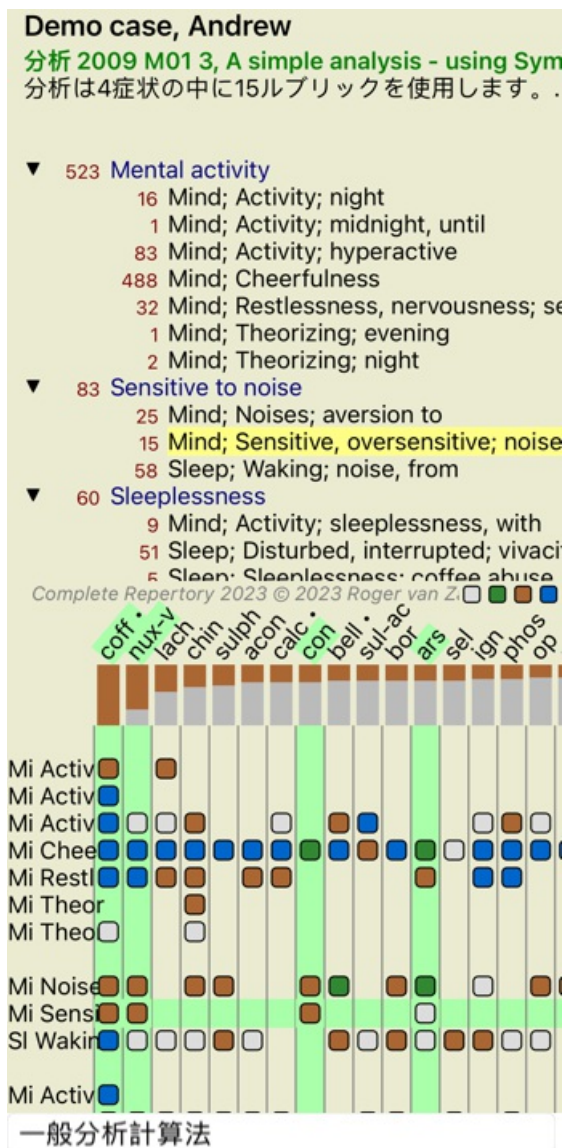 Demo case, Andrew
分析 2009 M01 3, A simple analysis - using Sym
分析は4症状の中に15ルブリックを使用します。.
▼ 523 Mental activity
16 Mind; Activity; night
1 Mind; Activity; midnight, until
83 Mind; Activity; hyperactive
488 Mind; Cheerfulness
32 Mind; Restlessness, nervousness; se
1 Mind; Theorizing; evening
2 Mind; Theorizing; night
▼ 83 Sensitive to noise
25 Mind; Noises; aversion to
15 Mind; Sensitive, oversensitive; noise
58 Sleep; Waking; noise, from
▼ 60 Sleeplessness
9 Mind; Activity; sleeplessness, with
51 Sleep; Disturbed, interrupted; vivaci
5 Sleep; Sleeplessness; coffee abuse
Complete Repertory 2023 © 2023 Roger van Z
coff • nux-v lach chin sulph acon calc • con bell • sul-ac bor ars sel ign phos op
Mi Activ
Mi Activ
Mi Activ
Mi Chee
Mi Restl
Mi Theor
Mi Theo
Mi Noise
Mi Sensi
Sl Wakin
Mi Activ
一般分析計算法